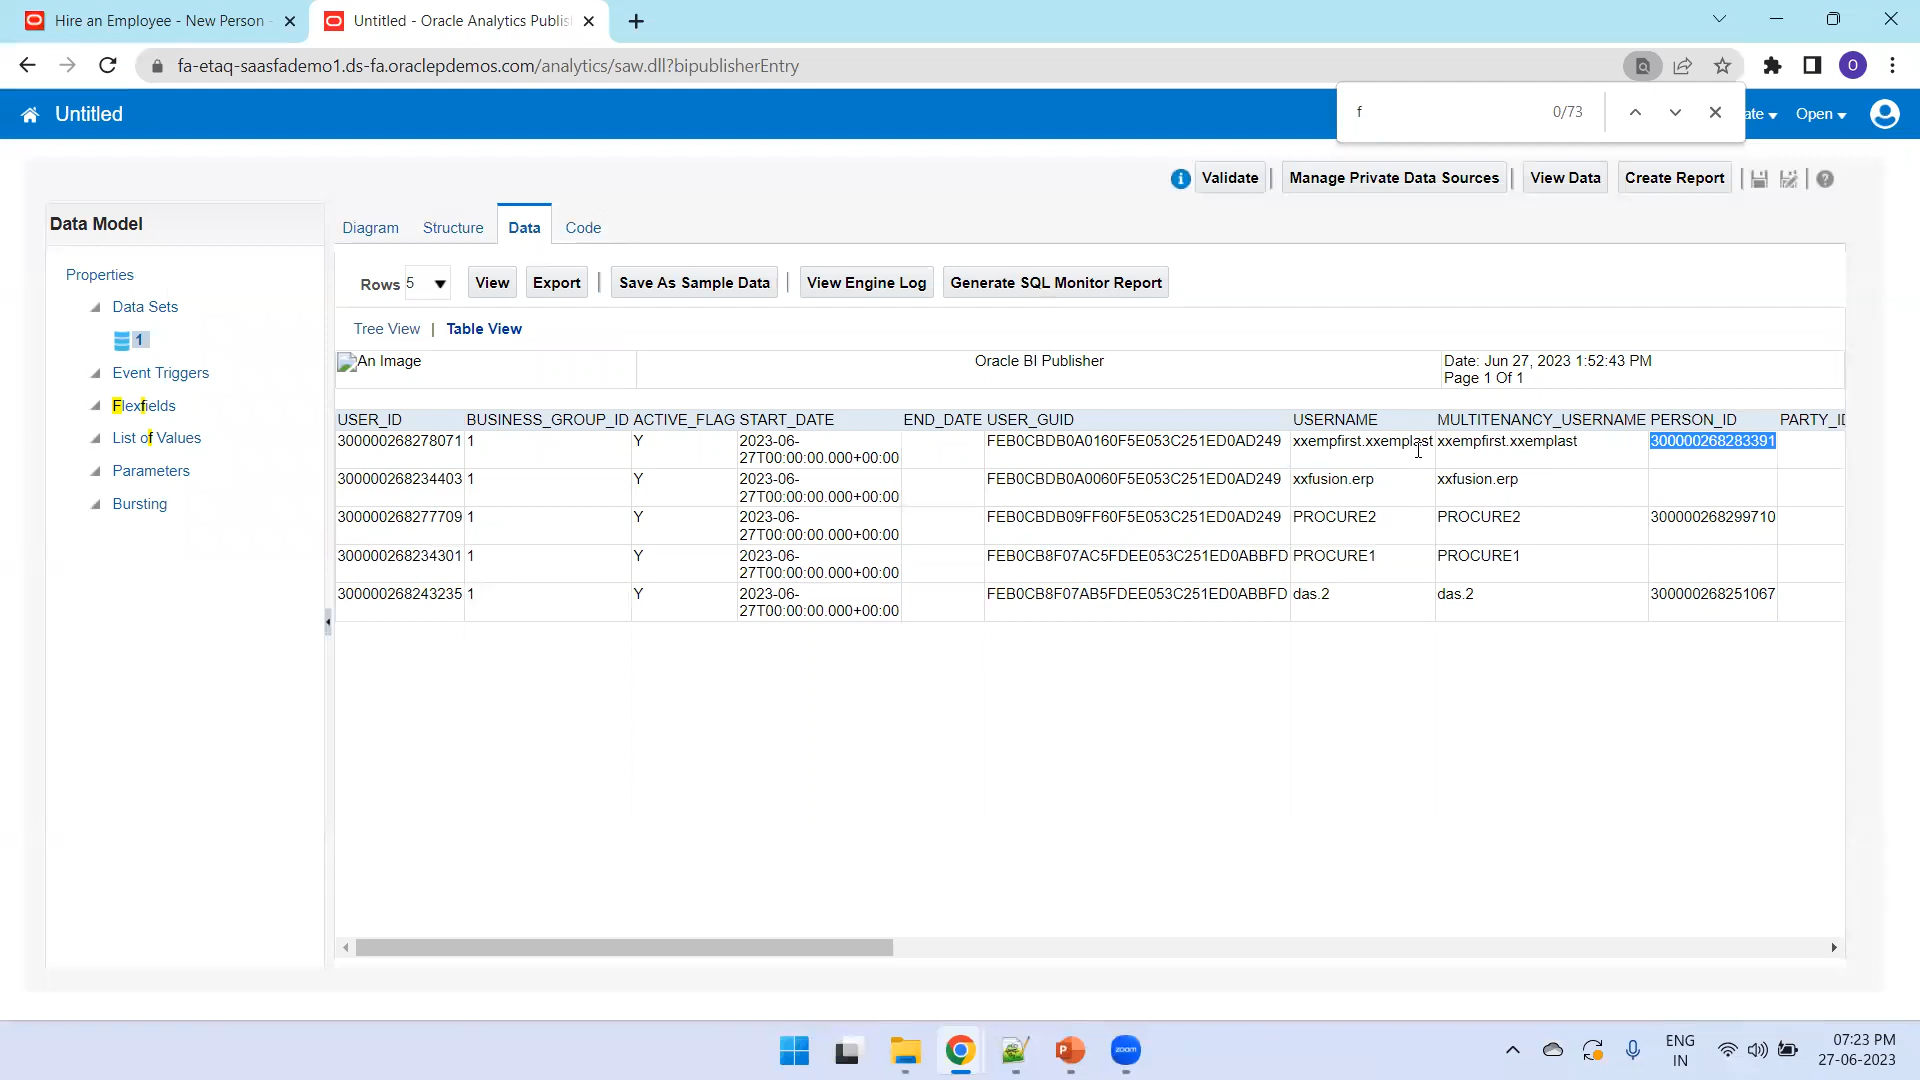 Hire an Employee - New Person -
Untitled - Oracle Analytics Publis
fa-etaq-saasfademo1.ds-fa.oraclepdemos.com/analytics/saw.dll?bipublisherEntry
O
Untitled
f
0/73
ate
Open
Validate
Manage Private Data Sources
View Data
Create Report
Data Model
Diagram
Structure
Data
Code
Properties
Data Sets
1
Event Triggers
Flexfields
List of Values
Parameters
Bursting
Rows 5
View
Export
Save As Sample Data
View Engine Log
Generate SQL Monitor Report
Tree View | Table View
An Image
Oracle BI Publisher
Date: Jun 27, 2023 1:52:43 PM
Page 1 Of 1
USER_ID BUSINESS_GROUP_ID ACTIVE_FLAG START_DATE END_DATE USER_GUID USERNAME MULTITENANCY_USERNAME PERSON_ID PARTY_ID
300000268278071 1 Y 2023-06-27T00:00:00.000+00:00 FEB0CBDB0A0160F5E053C251ED0AD249 xxempfirst.xxemplast xxempfirst.xxemplast 300000268283391
300000268234403 1 Y 2023-06-27T00:00:00.000+00:00 FEB0CBDB0A0060F5E053C251ED0AD249 xxfusion.erp xxfusion.erp
300000268277709 1 Y 2023-06-27T00:00:00.000+00:00 FEB0CBDB09FF60F5E053C251ED0AD249 PROCURE2 PROCURE2 300000268299710
300000268234301 1 Y 2023-06-27T00:00:00.000+00:00 FEB0CB8F07AC5FDEE053C251ED0ABBFD PROCURE1 PROCURE1
300000268243235 1 Y 2023-06-27T00:00:00.000+00:00 FEB0CB8F07AB5FDEE053C251ED0ABBFD das.2 das.2 300000268251067
zoom
ENG
IN
07:23 PM
27-06-2023